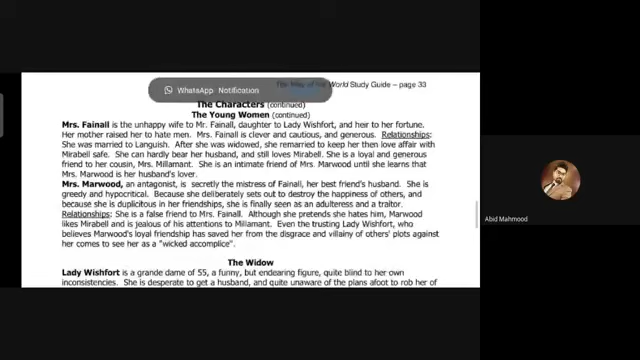 WhatsApp Notification
The Way of the World Study Guide – page 33
The Characters (continued)
The Young Women (continued)
Mrs. Fainall is the unhappy wife to Mr. Fainall, daughter to Lady Wishfort, and heir to her fortune.
Her mother raised her to hate men. Mrs. Fainall is clever and cautious, and generous. Relationships:
She was married to Languish. After she was widowed, she remarried to keep her then love affair with
Mirabell safe. She can hardly bear her husband, and still loves Mirabell. She is a loyal and generous
friend to her cousin, Mrs. Millamant. She is an intimate friend of Mrs. Marwood until she learns that
Mrs. Marwood is her husband's lover.
Mrs. Marwood, an antagonist, is secretly the mistress of Fainall, her best friend's husband. She is
greedy and hypocritical. Because she deliberately sets out to destroy the happiness of others, and
because she is duplicitous in her friendships, she is finally seen as an adulteress and a traitor.
Relationships: She is a false friend to Mrs. Fainall. Although she pretends she hates him, Marwood
likes Mirabell and is jealous of his attentions to Millamant. Even the trusting Lady Wishfort, who
believes Marwood's loyal friendship has saved her from the disgrace and villainy of others' plots against
her comes to see her as a "wicked accomplice".
The Widow
Lady Wishfort is a grande dame of 55, a funny, but endearing figure, quite blind to her own
inconsistencies. She is desperate to get a husband, and quite unaware of the plans afoot to rob her of
Abid Mahmood